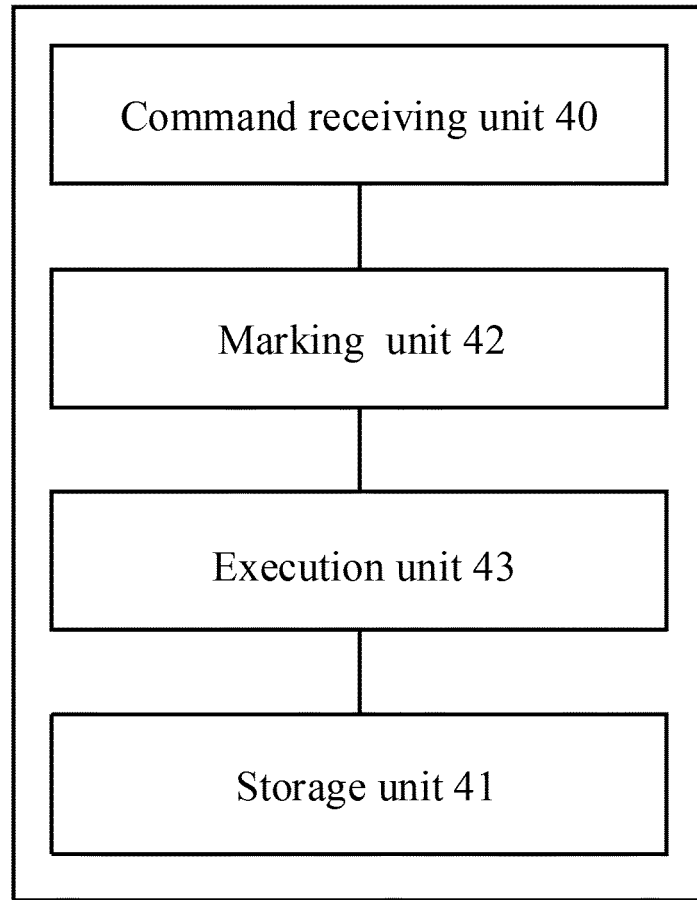 Command receiving unit 40
Marking unit 42
Execution unit 43
Storage unit 41